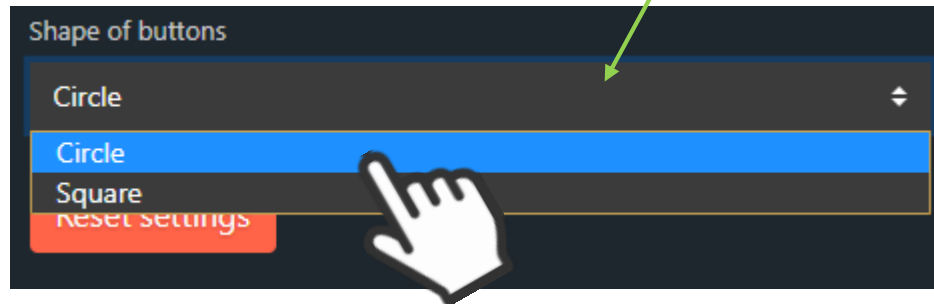 Shape of buttons
Circle
Circle
Square
Reset settings